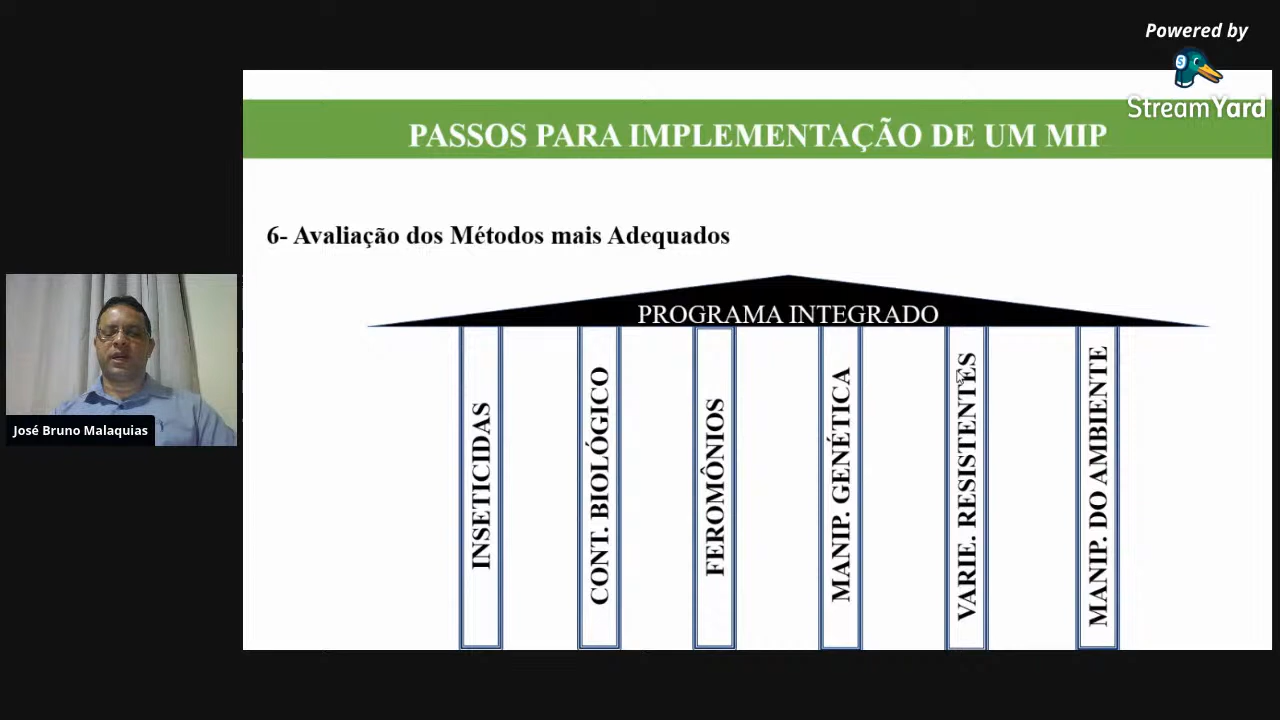 Powered by
StreamYard
PASSOS PARA IMPLEMENTAÇÃO DE UM MIP
6- Avaliação dos Métodos mais Adequados
PROGRAMA INTEGRADO
INSETICIDAS
CONT. BIOLÓGICO
FEROMÔNIOS
MANIP. GENÉTICA
VARIE. RESISTENTES
MANIP. DO AMBIENTE
José Bruno Malaquias